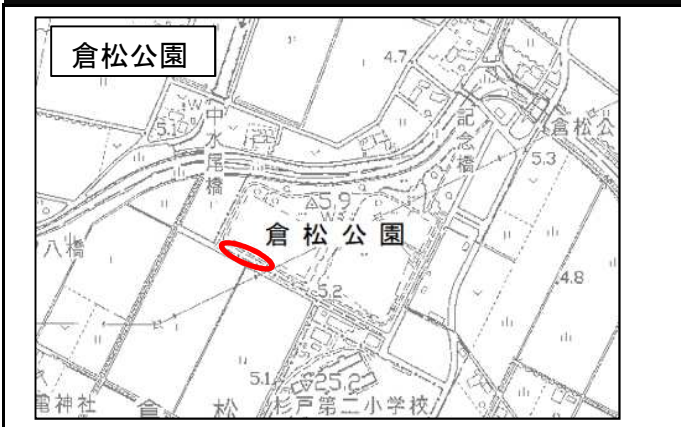 倉松公園
4.7
5.1
中水尾橋
記念橋
倉松公
5.3
5.9
倉松公園
八橋
4.8
5.2
5.1
25.2
電神社
倉松
杉戸第二小学校